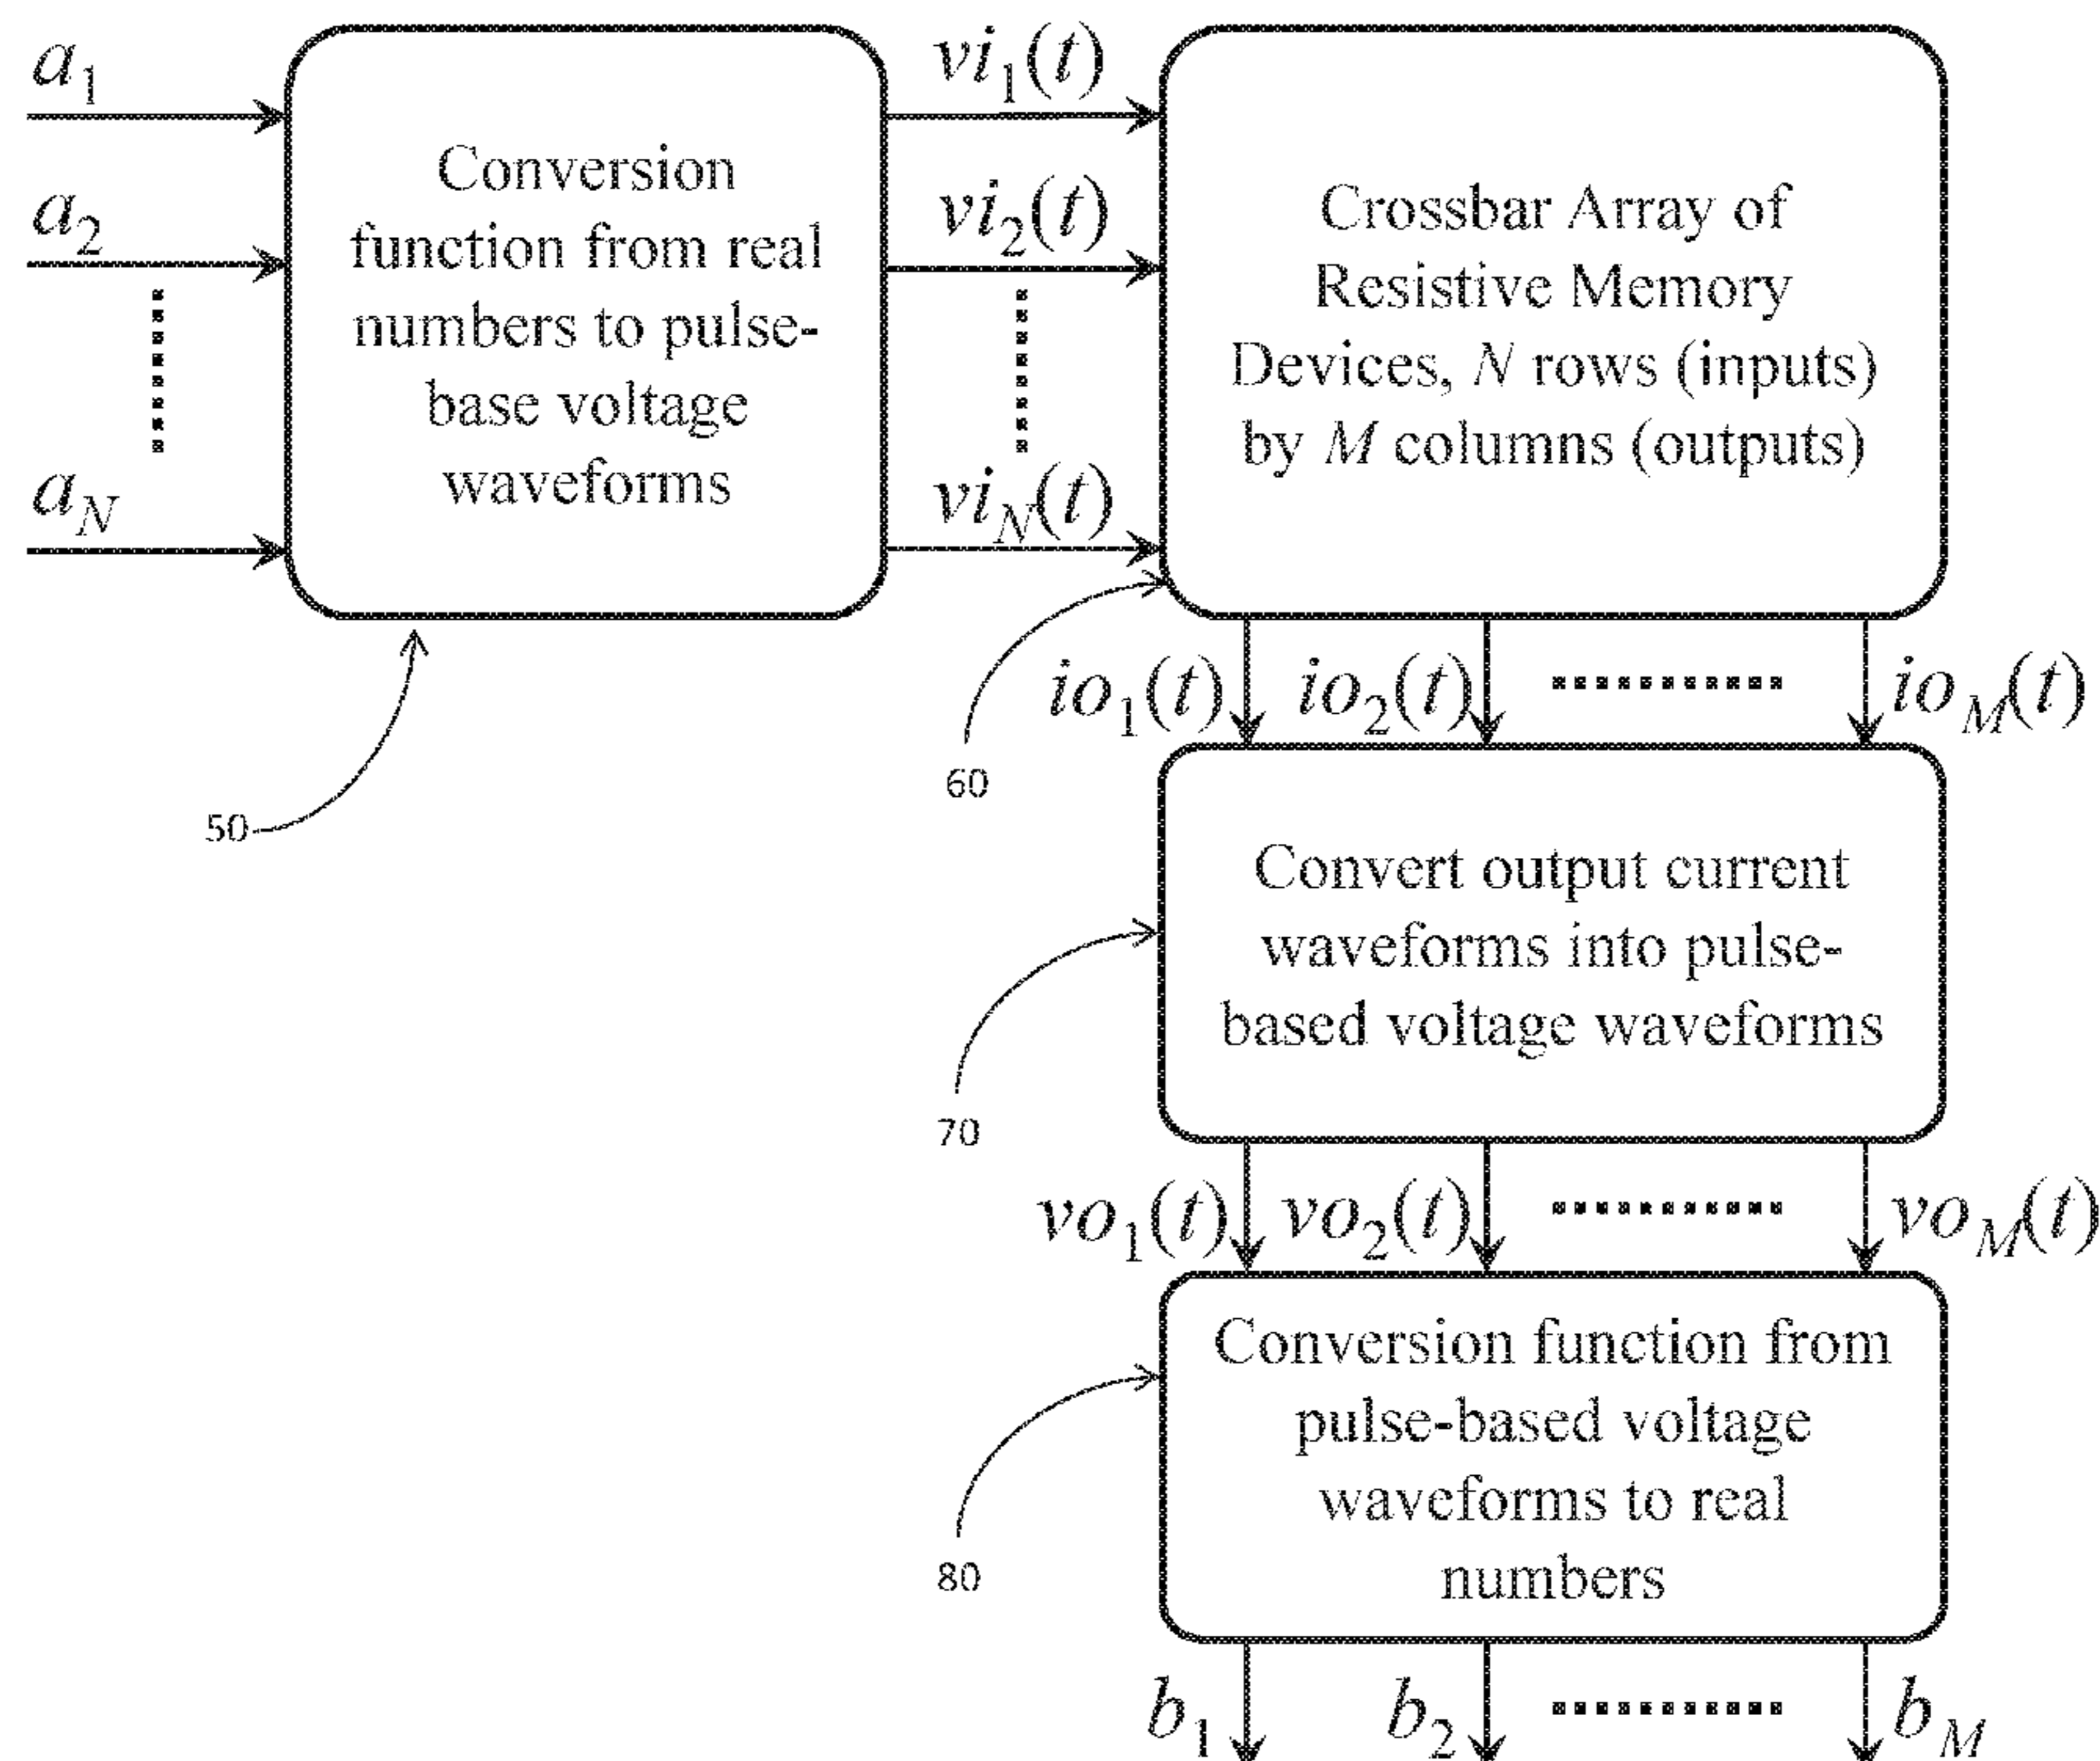 a1
a2
aN
Conversion
function from real
numbers to pulse-
base voltage
waveforms
50
vi1(t)
vi2(t)
viN(t)
Crossbar Array of
Resistive Memory
Devices, N rows (inputs)
by M columns (outputs)
60
io1(t) io2(t) ioM(t)
Convert output current
waveforms into pulse-
based voltage waveforms
70
vo1(t) vo2(t) voM(t)
Conversion function from
pulse-based voltage
waveforms to real
numbers
80
b1 b2 bM